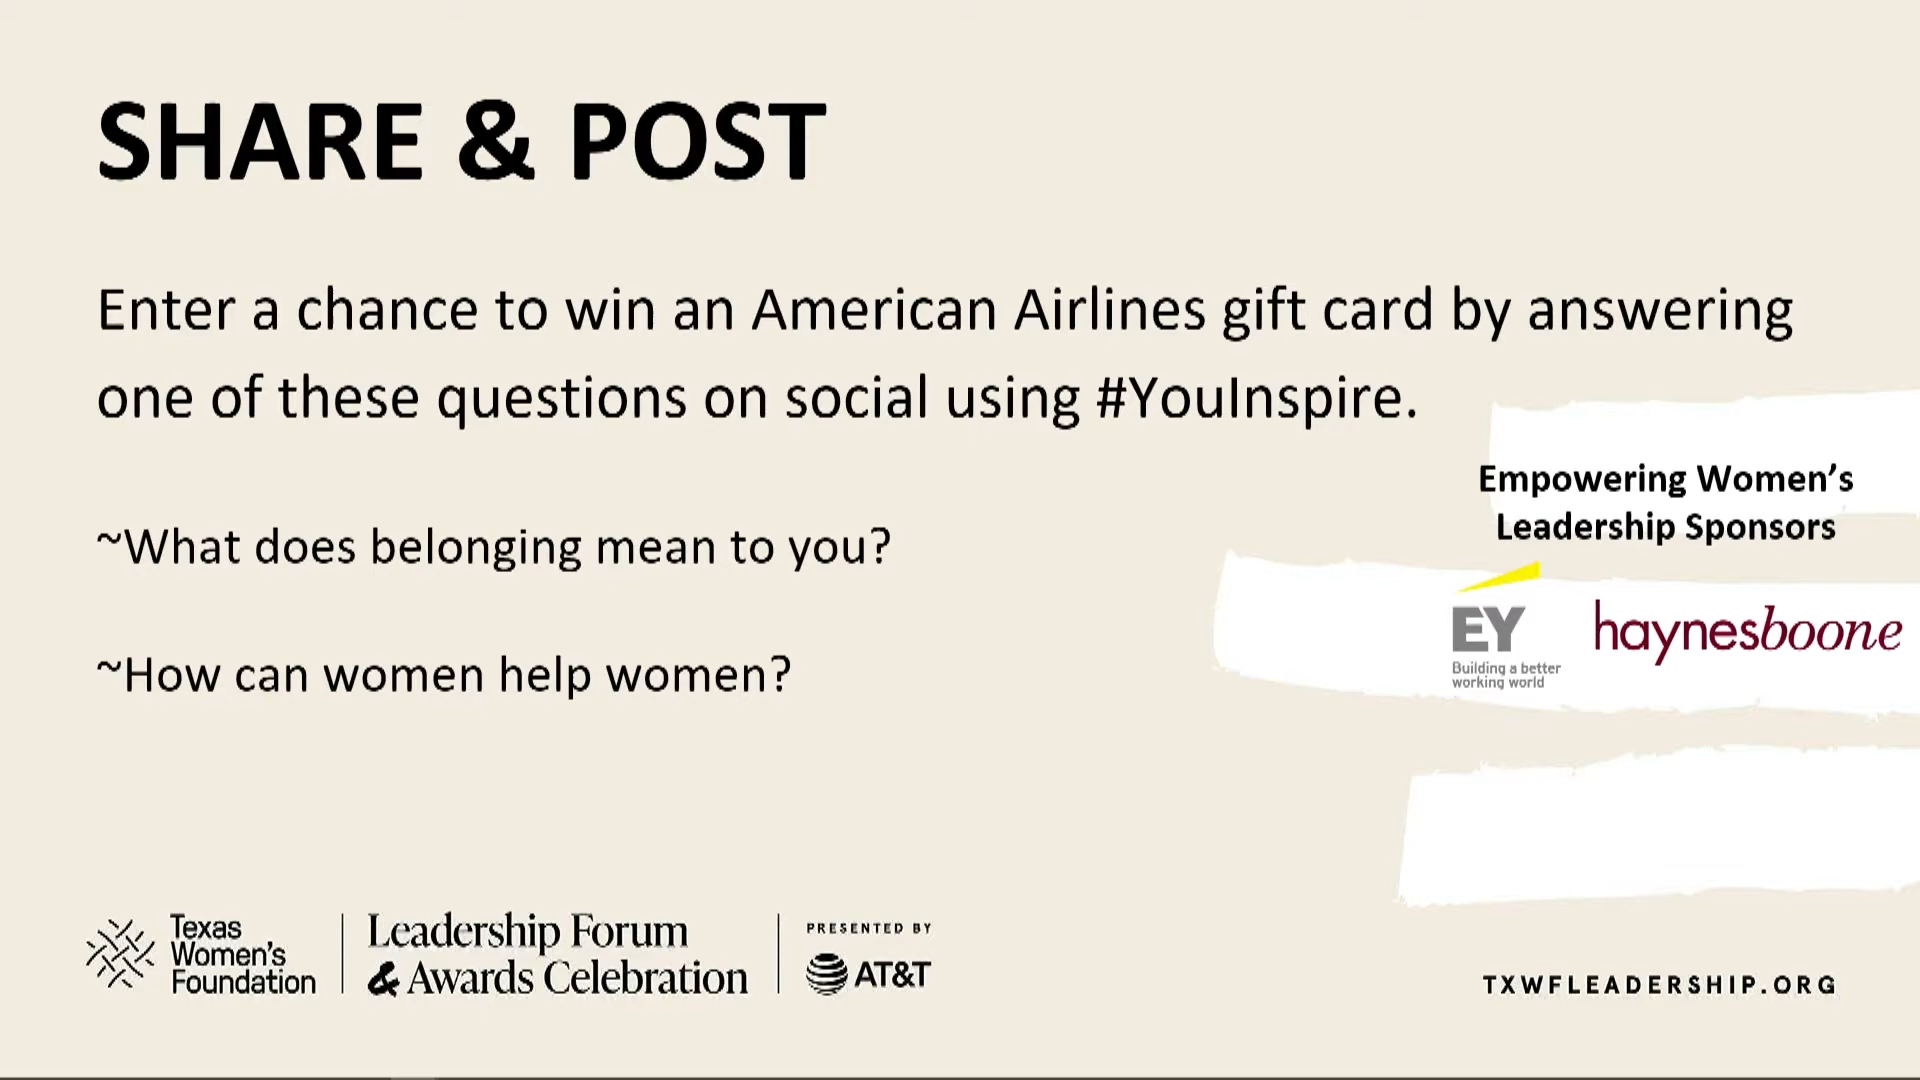 SHARE & POST
Enter a chance to win an American Airlines gift card by answering
one of these questions on social using #YouInspire.
~What does belonging mean to you?
~How can women help women?
Empowering Women’s
Leadership Sponsors
EY
Building a better
working world
haynesboone
Texas
Women's
Foundation
Leadership Forum
& Awards Celebration
PRESENTED BY
AT&T
TXWFLEADERSHIP.ORG